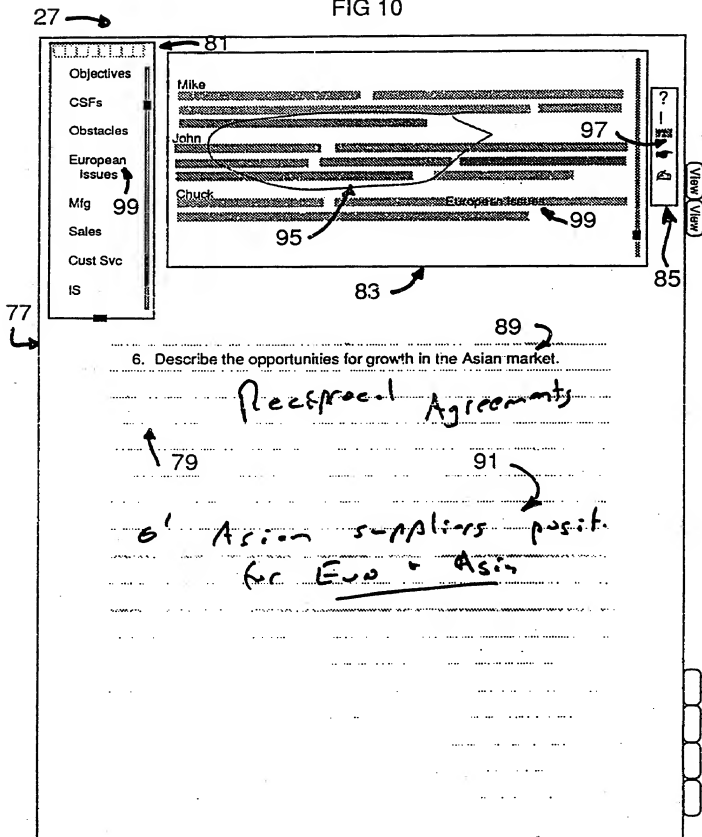 FIG 10
27
81
Objectives
CSFs
Obstacles
European
Issues
99
Mfg
Sales
Cust Svc
IS
Mike
John
Chuck
European Issues
99
95
83
?
!
97
85
(View)
(View)
77
89
6. Describe the opportunities for growth in the Asian market.
Reciprocal Agreements
79
91
Asian suppliers posit.
for Euro + Asia